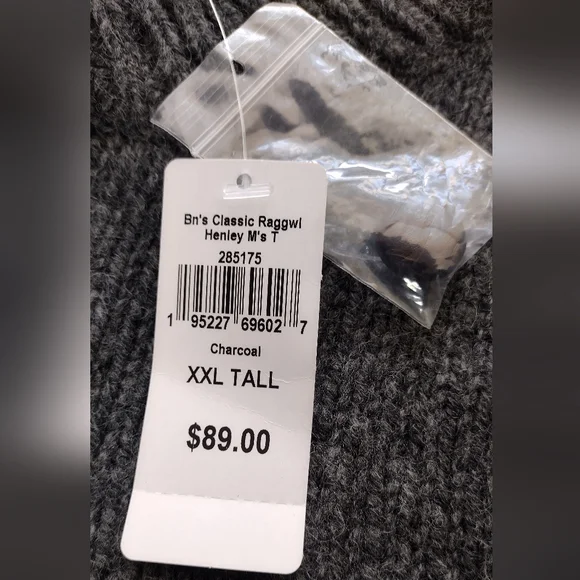 Bn's Classic Raggwl
Henley M's T
285175
1 95227 69602 7
Charcoal
XXL TALL
$89.00